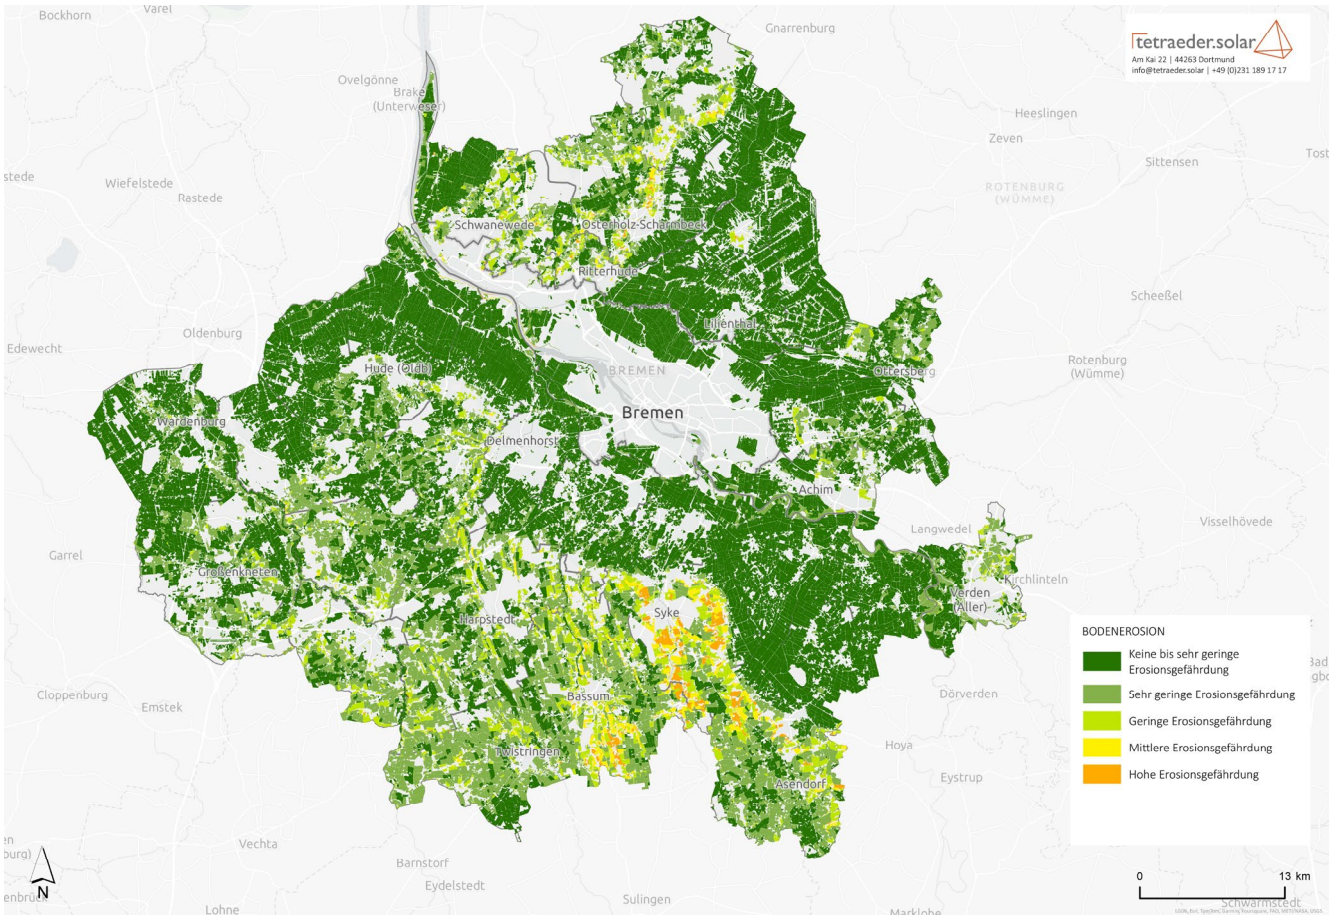 Bockhorn
Varel
Gnarrenburg
tetraeder.solar
Am Kai 22 | 44263 Dortmund
info@tetraeder.solar | +49 (0)231 189 17 17
Ovelgönne
Brake
(Unterweser)
Heeslingen
Zeven
Sittensen
Tost
stede
Wiefelstede
Rastede
ROTENBURG
(WÜMME)
Schwanewede
Osterholz-Scharmbeck
Ritterhude
Scheeßel
Oldenburg
Lilienthal
Edewecht
Hude (Oldb)
BREMEN
Ottersberg
Rotenburg
(Wümme)
Bremen
Wardenburg
Delmenhorst
Achim
Langwedel
Visselhövede
Garrel
Großenkneten
Kirchlinteln
Verden
(Aller)
Syke
Harpstedt
BODENEROSION
Keine bis sehr geringe
Erosionsgefährdung
Sehr geringe Erosionsgefährdung
Geringe Erosionsgefährdung
Mittlere Erosionsgefährdung
Hohe Erosionsgefährdung
Bad
Cloppenburg
Emstek
Bassum
Dörverden
Twistringen
Hoya
Eystrup
Asendorf
Vechta
Barnstorf
Eydelstedt
Sulingen
Lohne
Marklohe
N
0
13 km
Schwarmstedt